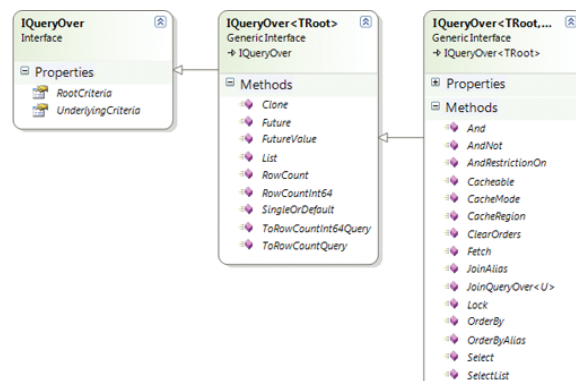 IQueryOver
Interface
Properties
RootCriteria
UnderlyingCriteria
IQueryOver<TRoot>
Generic Interface
IQueryOver
Methods
Clone
Future
FutureValue
List
RowCount
RowCountInt64
SingleOrDefault
ToRowCountInt64Query
ToRowCountQuery
IQueryOver<TRoot,...
Generic Interface
IQueryOver<TRoot>
Properties
Methods
And
AndNot
AndRestrictionOn
Cacheable
CacheMode
CacheRegion
ClearOrders
Fetch
JoinAlias
JoinQueryOver<U>
Lock
OrderBy
OrderByAlias
Select
SelectList